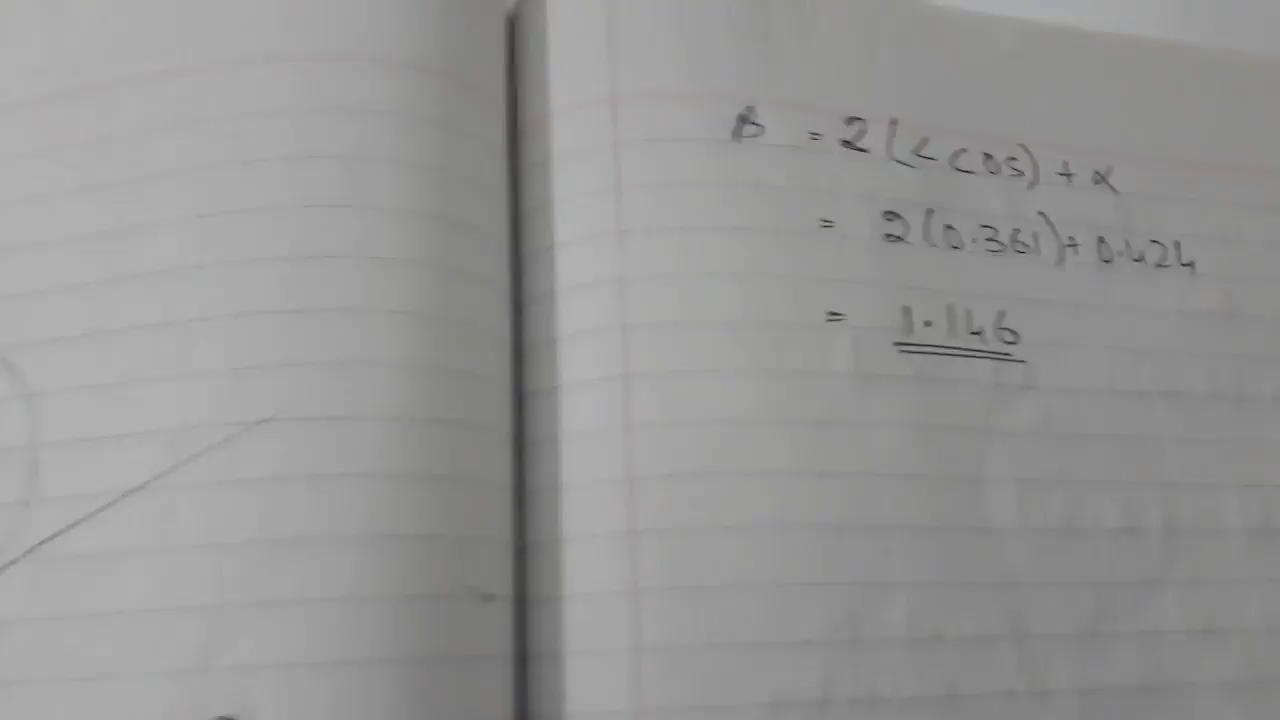 β = 2(<COS) + α
= 2(0.361) + 0.424
= 1.146